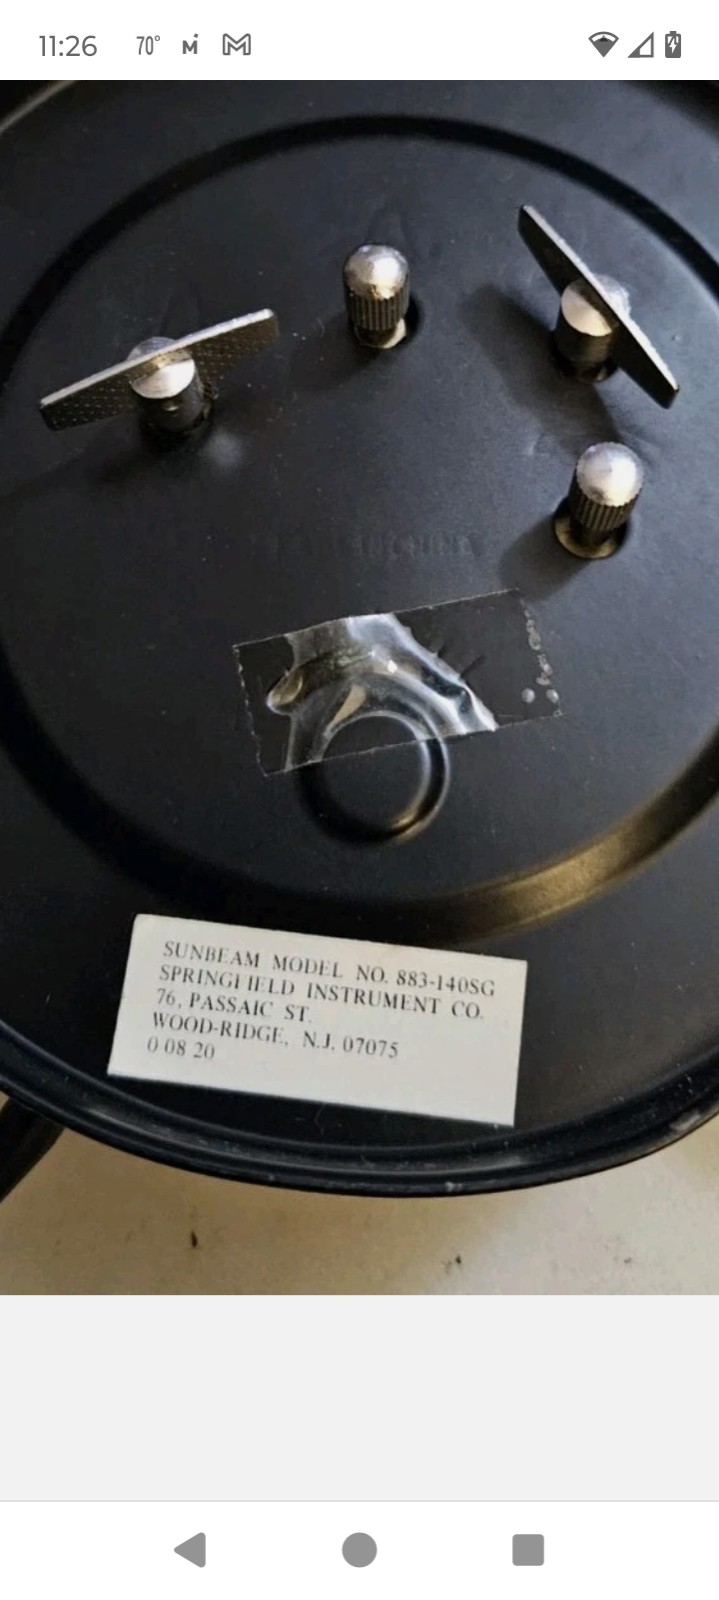 11:26 70°
SUNBEAM MODEL NO. 883-140SG
SPRINGFIELD INSTRUMENT CO.
76, PASSAIC ST.
WOOD-RIDGE, N.J. 07075
0 08 20